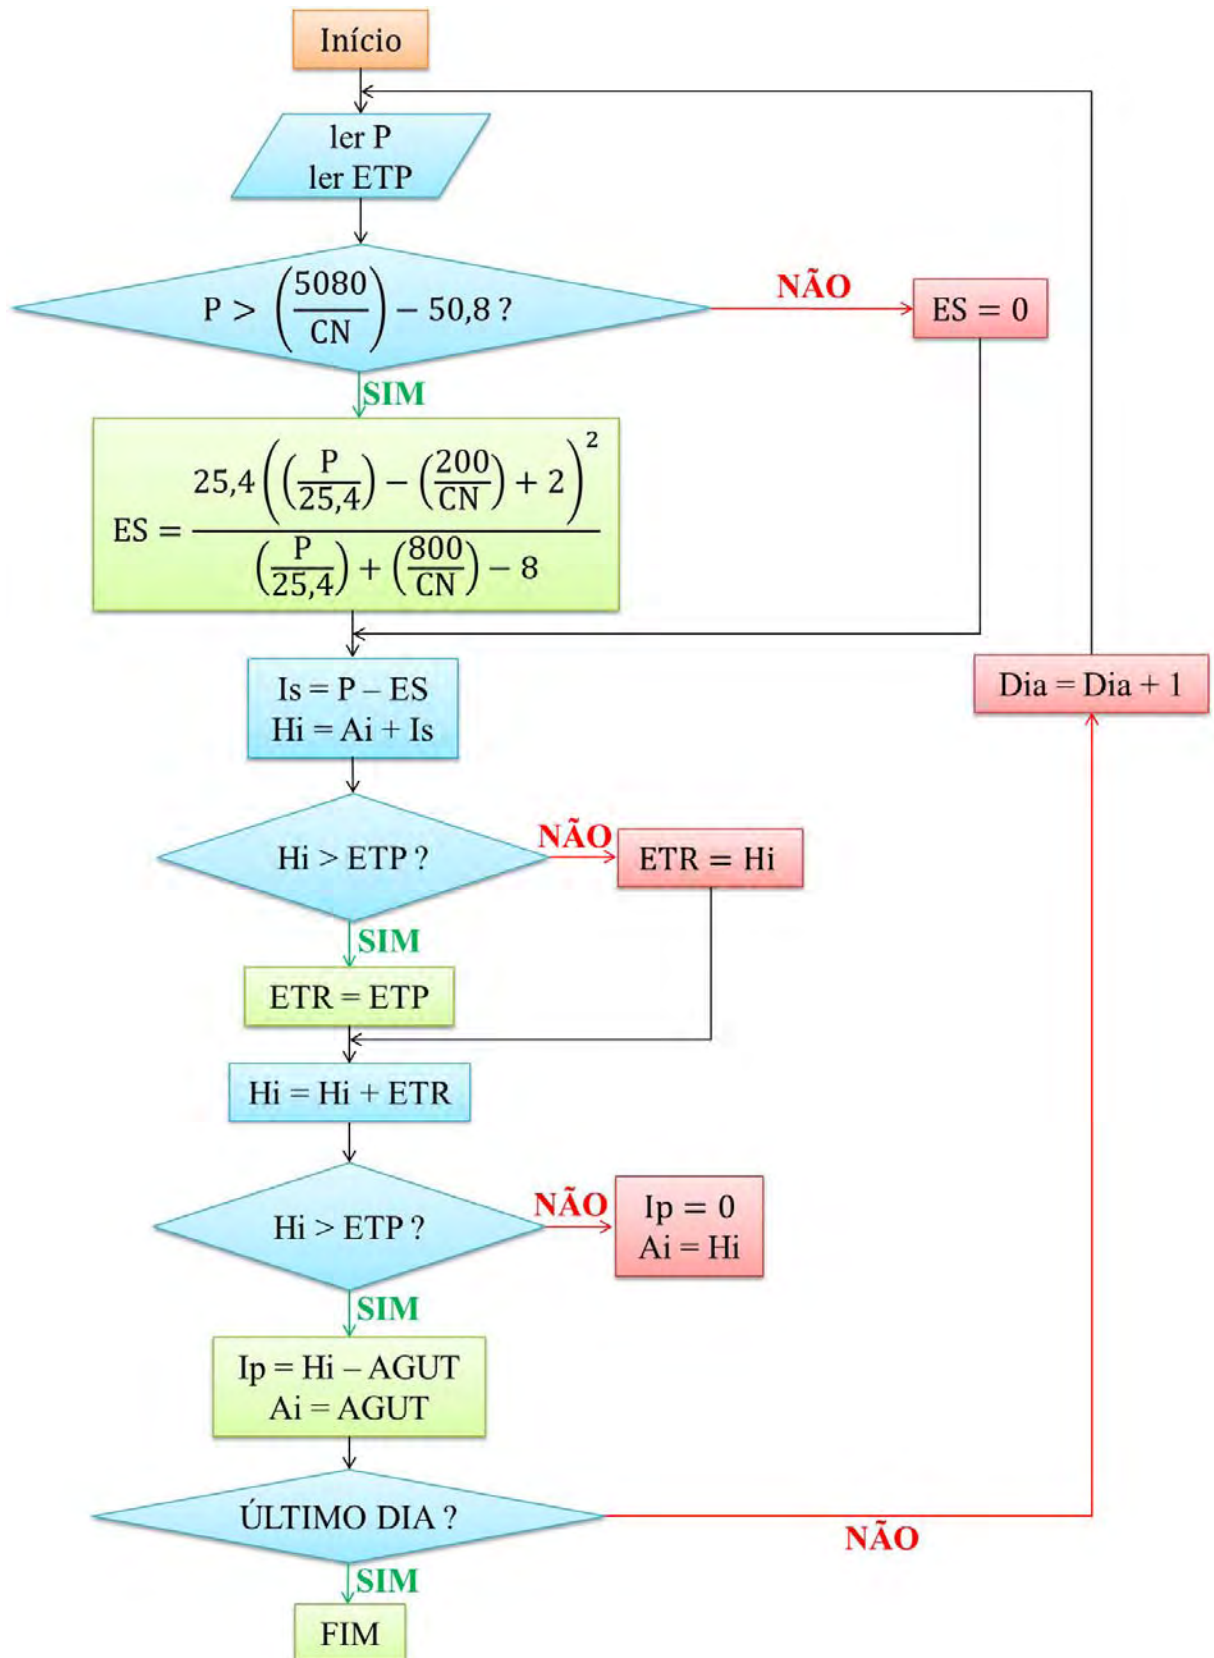 Início
ler P
ler ETP
P > (5080/CN) − 50,8 ?
NÃO
ES = 0
SIM
ES = 25,4((P/25,4) − (200/CN) + 2)² / (P/25,4) + (800/CN) − 8
Is = P – ES
Hi = Ai + Is
Dia = Dia + 1
Hi > ETP ?
NÃO
ETR = Hi
SIM
ETR = ETP
Hi = Hi + ETR
Hi > ETP ?
NÃO
Ip = 0
Ai = Hi
SIM
Ip = Hi – AGUT
Ai = AGUT
ÚLTIMO DIA ?
NÃO
SIM
FIM